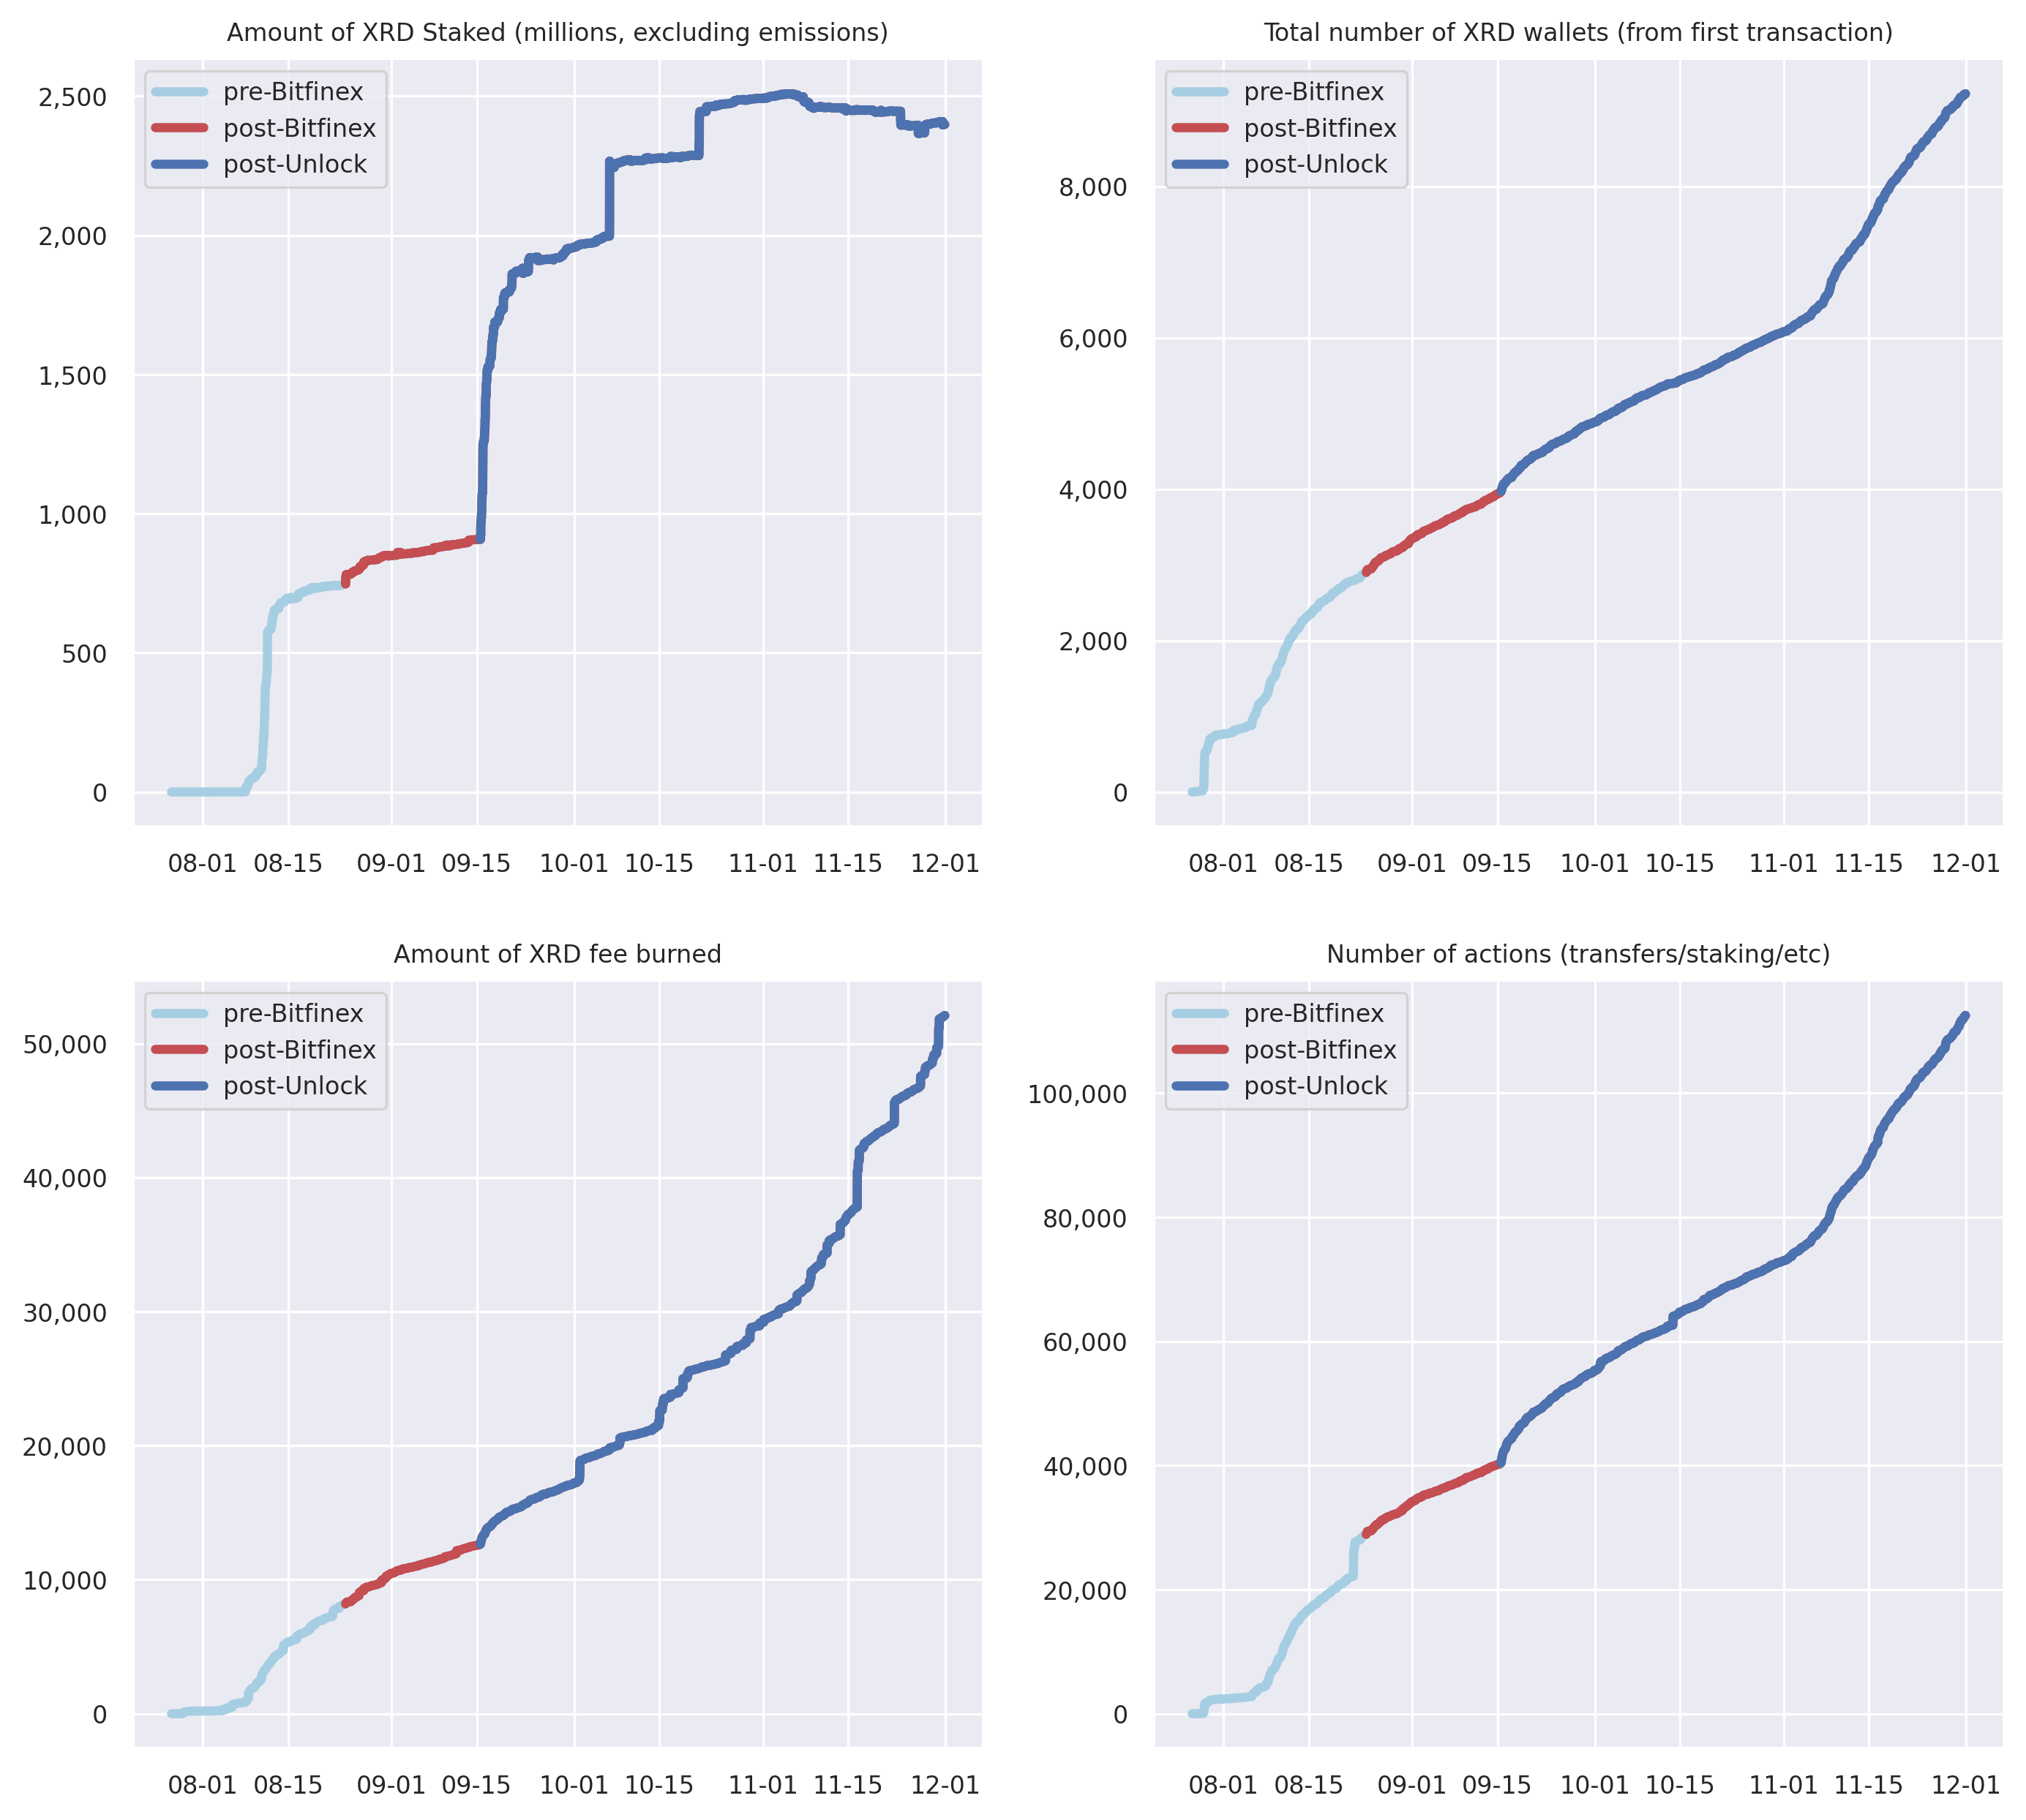 Amount of XRD Staked (millions, excluding emissions)
pre-Bitfinex
post-Bitfinex
post-Unlock
2,500
2,000
1,500
1,000
500
0
08-01 08-15 09-01 09-15 10-01 10-15 11-01 11-15 12-01
Total number of XRD wallets (from first transaction)
pre-Bitfinex
post-Bitfinex
post-Unlock
8,000
6,000
4,000
2,000
0
08-01 08-15 09-01 09-15 10-01 10-15 11-01 11-15 12-01
Amount of XRD fee burned
pre-Bitfinex
post-Bitfinex
post-Unlock
50,000
40,000
30,000
20,000
10,000
0
08-01 08-15 09-01 09-15 10-01 10-15 11-01 11-15 12-01
Number of actions (transfers/staking/etc)
pre-Bitfinex
post-Bitfinex
post-Unlock
100,000
80,000
60,000
40,000
20,000
0
08-01 08-15 09-01 09-15 10-01 10-15 11-01 11-15 12-01